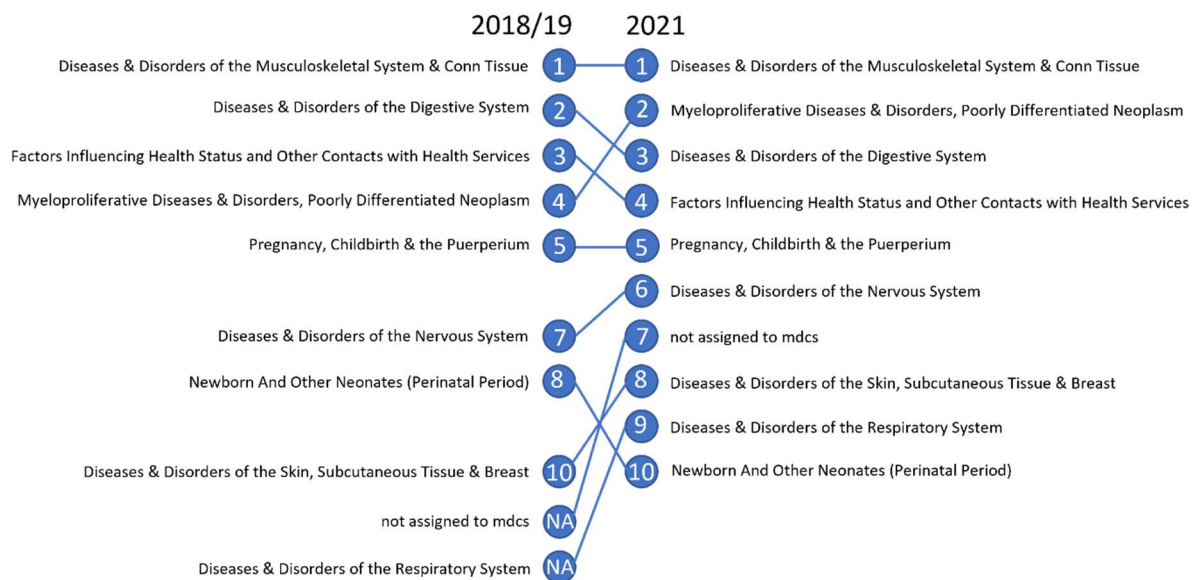 2018/19 2021
Diseases & Disorders of the Musculoskeletal System & Conn Tissue 1 1 Diseases & Disorders of the Musculoskeletal System & Conn Tissue
Diseases & Disorders of the Digestive System 2 2 Myeloproliferative Diseases & Disorders, Poorly Differentiated Neoplasm
Factors Influencing Health Status and Other Contacts with Health Services 3 3 Diseases & Disorders of the Digestive System
Myeloproliferative Diseases & Disorders, Poorly Differentiated Neoplasm 4 4 Factors Influencing Health Status and Other Contacts with Health Services
Pregnancy, Childbirth & the Puerperium 5 5 Pregnancy, Childbirth & the Puerperium
6 Diseases & Disorders of the Nervous System
Diseases & Disorders of the Nervous System 7 7 not assigned to mdcs
Newborn And Other Neonates (Perinatal Period) 8 8 Diseases & Disorders of the Skin, Subcutaneous Tissue & Breast
9 Diseases & Disorders of the Respiratory System
Diseases & Disorders of the Skin, Subcutaneous Tissue & Breast 10 10 Newborn And Other Neonates (Perinatal Period)
not assigned to mdcs NA
Diseases & Disorders of the Respiratory System NA